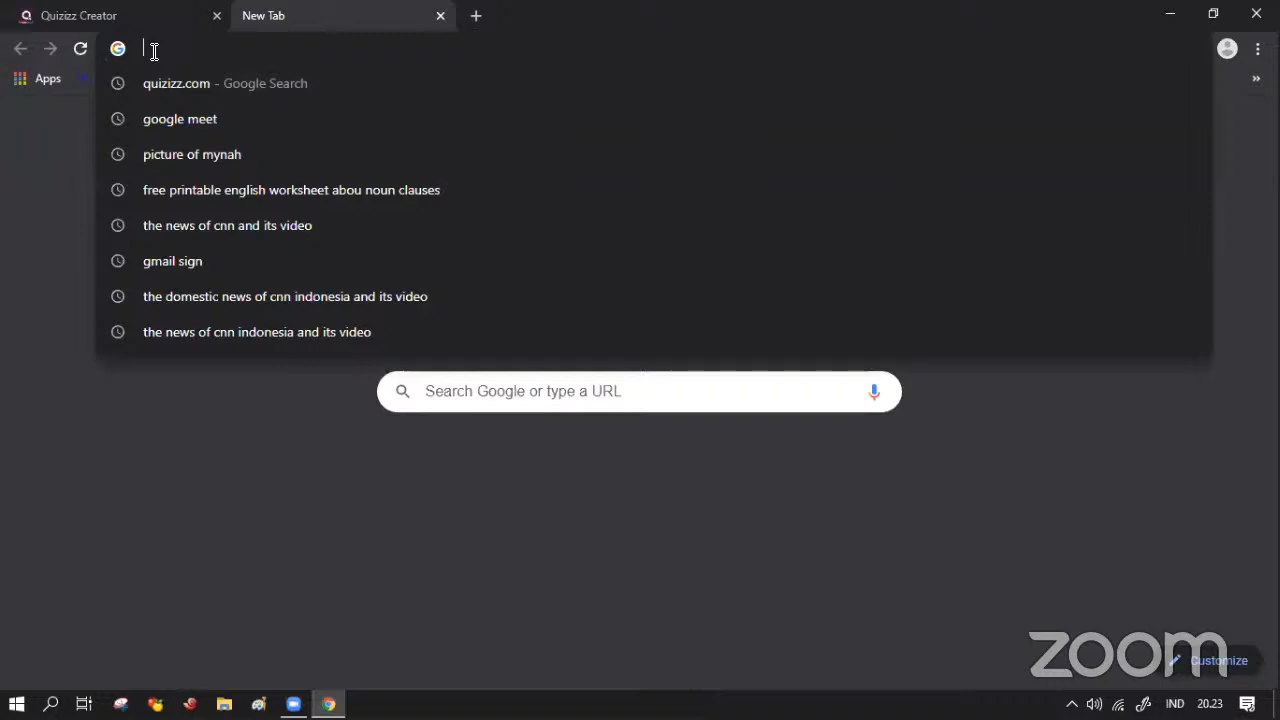 Quizizz Creator
New Tab
Apps
quizizz.com - Google Search
google meet
picture of mynah
free printable english worksheet abou noun clauses
the news of cnn and its video
gmail sign
the domestic news of cnn indonesia and its video
the news of cnn indonesia and its video
Search Google or type a URL
zoom
Customize
IND
20.23